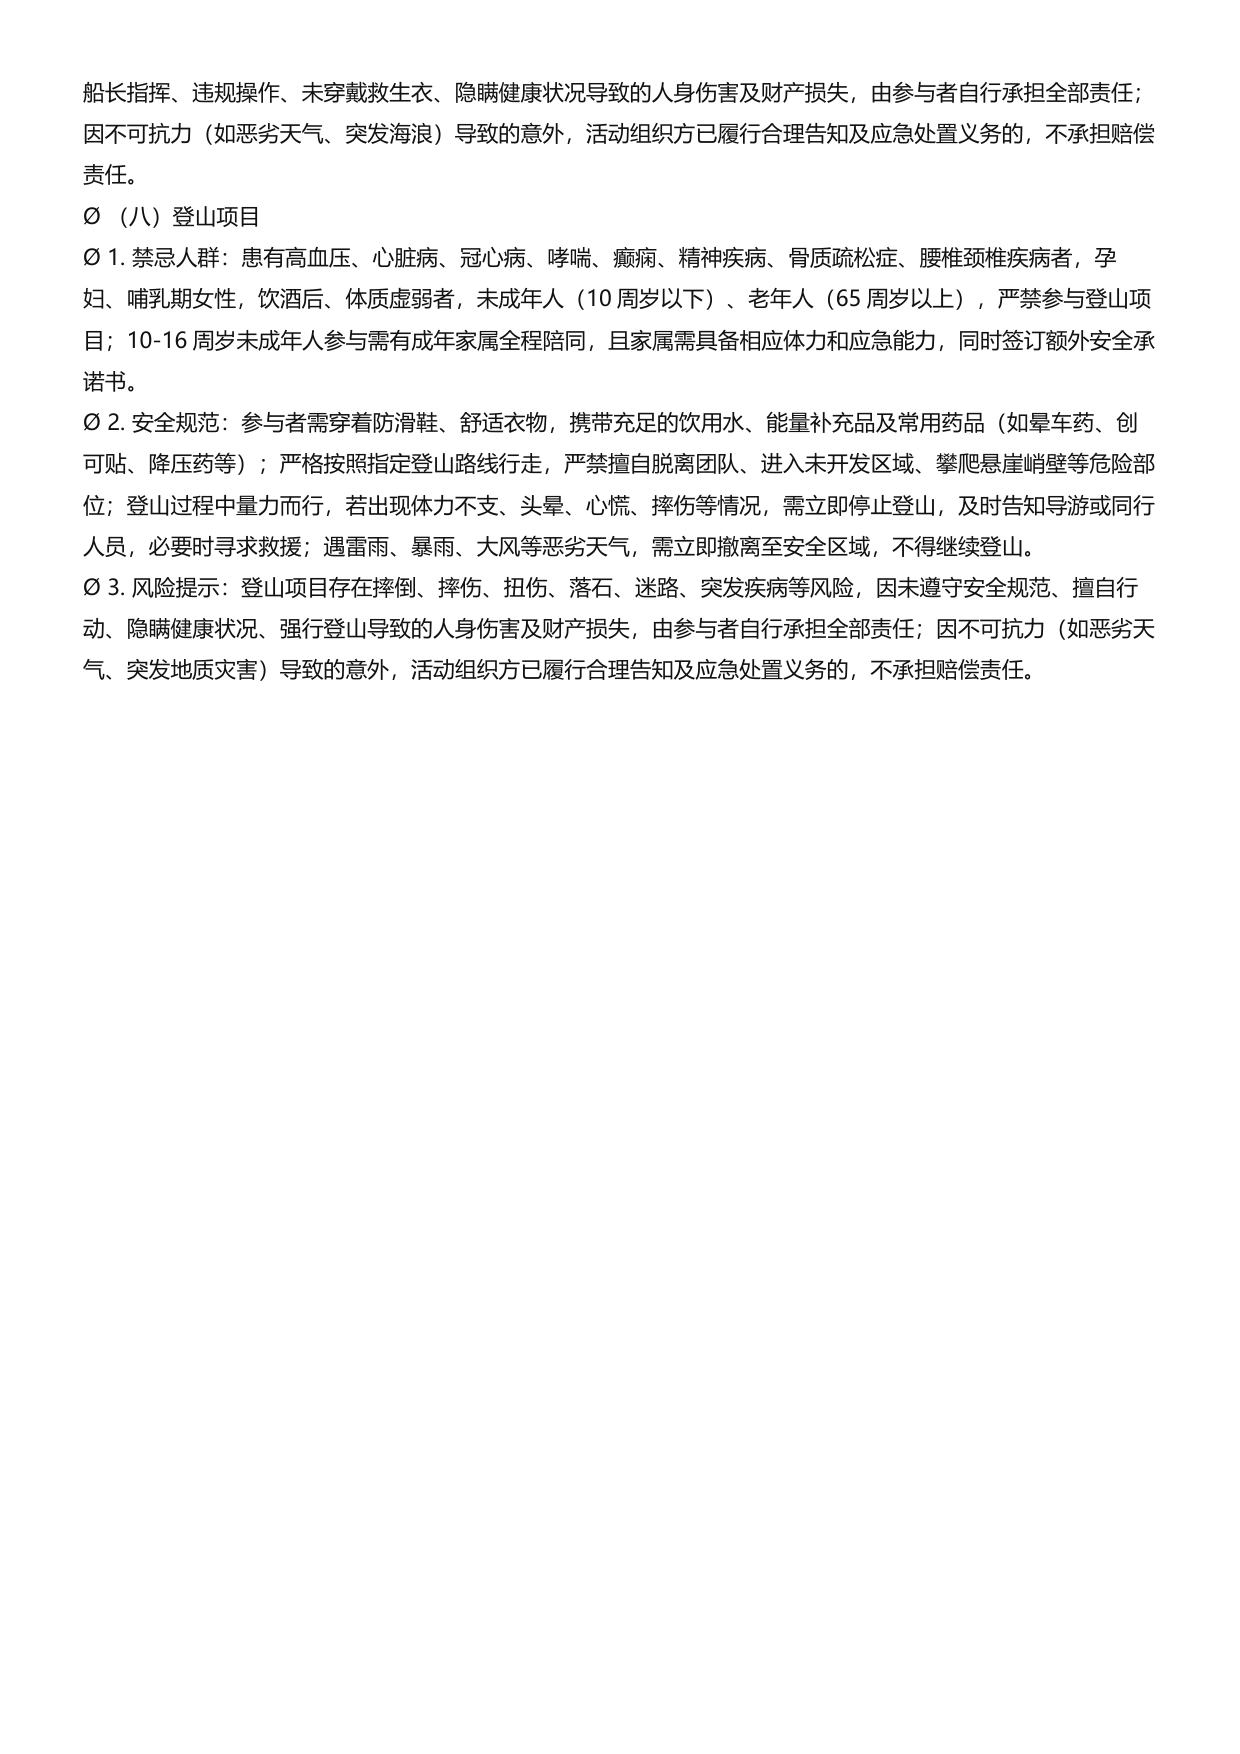 船长指挥、违规操作、未穿戴救生衣、隐瞒健康状况导致的人身伤害及财产损失，由参与者自行承担全部责任；
因不可抗力（如恶劣天气、突发海浪）导致的意外，活动组织方已履行合理告知及应急处置义务的，不承担赔偿
责任。
Ø （八）登山项目
Ø 1. 禁忌人群：患有高血压、心脏病、冠心病、哮喘、癫痫、精神疾病、骨质疏松症、腰椎颈椎疾病者，孕
妇、哺乳期女性，饮酒后、体质虚弱者，未成年人（10 周岁以下）、老年人（65 周岁以上），严禁参与登山项
目；10-16 周岁未成年人参与需有成年家属全程陪同，且家属需具备相应体力和应急能力，同时签订额外安全承
诺书。
Ø 2. 安全规范：参与者需穿着防滑鞋、舒适衣物，携带充足的饮用水、能量补充品及常用药品（如晕车药、创
可贴、降压药等）；严格按照指定登山路线行走，严禁擅自脱离团队、进入未开发区域、攀爬悬崖峭壁等危险部
位；登山过程中量力而行，若出现体力不支、头晕、心慌、摔伤等情况，需立即停止登山，及时告知导游或同行
人员，必要时寻求救援；遇雷雨、暴雨、大风等恶劣天气，需立即撤离至安全区域，不得继续登山。
Ø 3. 风险提示：登山项目存在摔倒、摔伤、扭伤、落石、迷路、突发疾病等风险，因未遵守安全规范、擅自行
动、隐瞒健康状况、强行登山导致的人身伤害及财产损失，由参与者自行承担全部责任；因不可抗力（如恶劣天
气、突发地质灾害）导致的意外，活动组织方已履行合理告知及应急处置义务的，不承担赔偿责任。